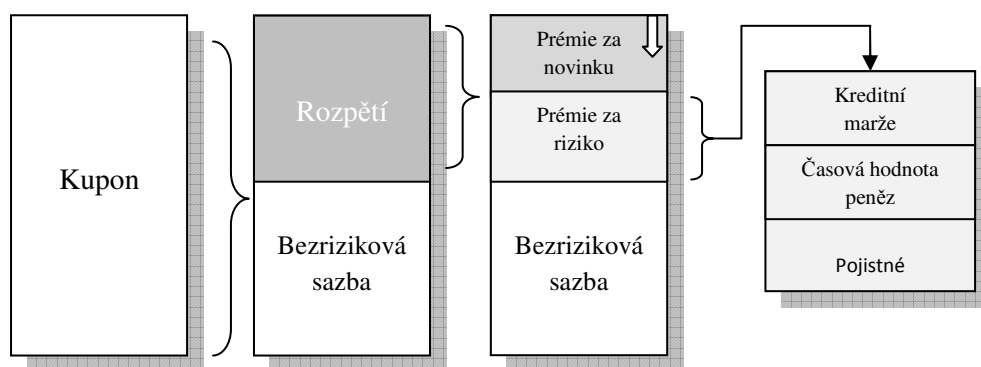 Kupon
Rozpětí
Bezriziková
sazba
Prémie za
novinku
Prémie za
riziko
Bezriziková
sazba
Kreditní
marže
Časová hodnota
peněz
Pojistné